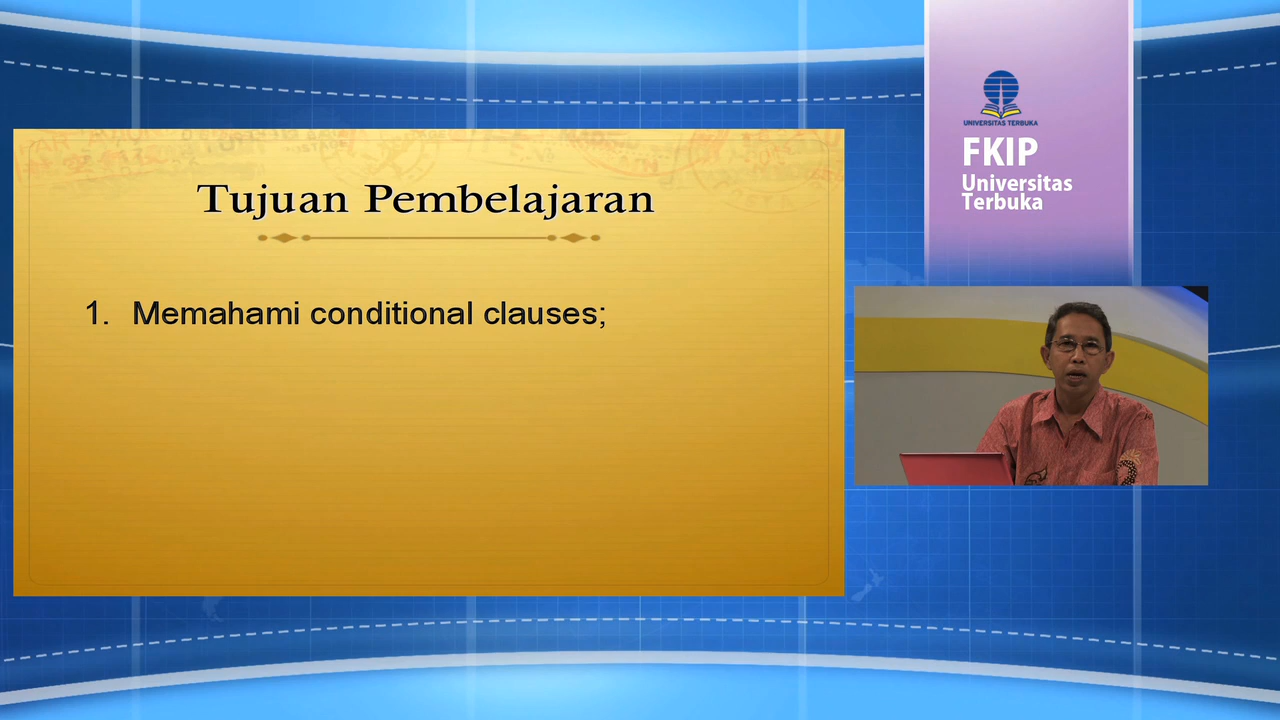 Tujuan Pembelajaran
1. Memahami conditional clauses;
UNIVERSITAS TERBUKA
FKIP
Universitas
Terbuka